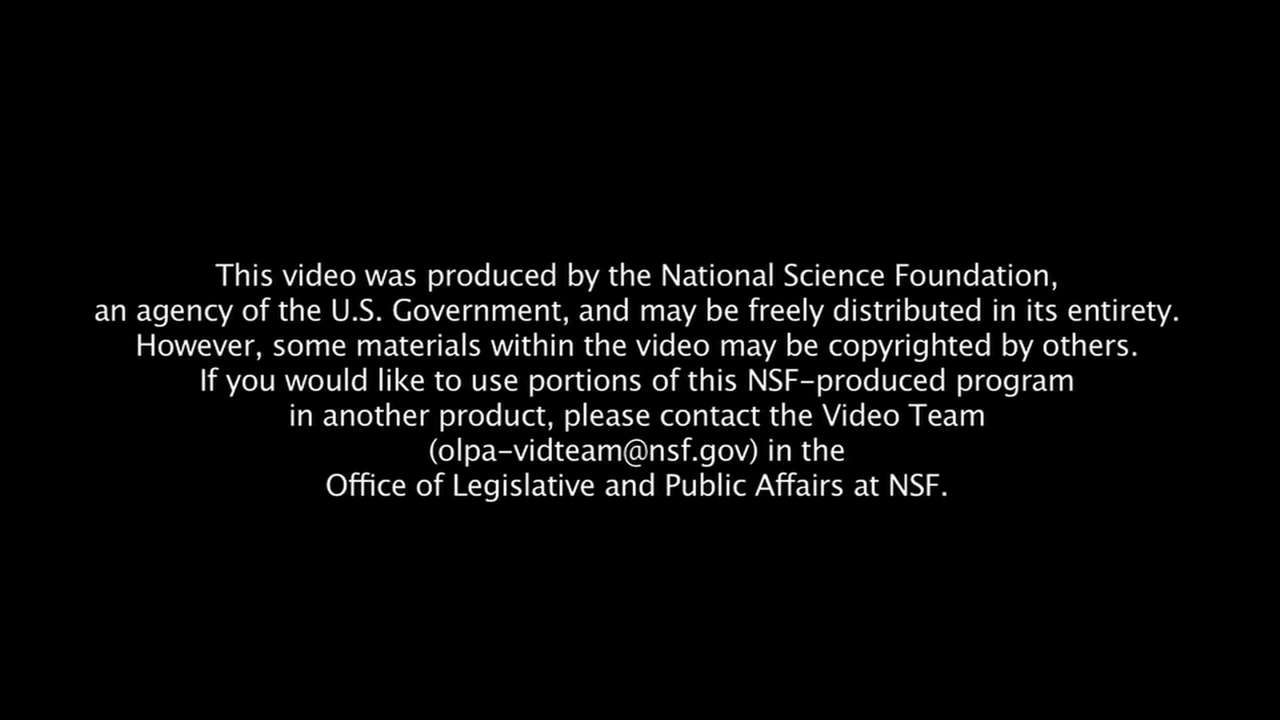 This video was produced by the National Science Foundation,
an agency of the U.S. Government, and may be freely distributed in its entirety.
However, some materials within the video may be copyrighted by others.
If you would like to use portions of this NSF-produced program
in another product, please contact the Video Team
(olpa-vidteam@nsf.gov) in the
Office of Legislative and Public Affairs at NSF.